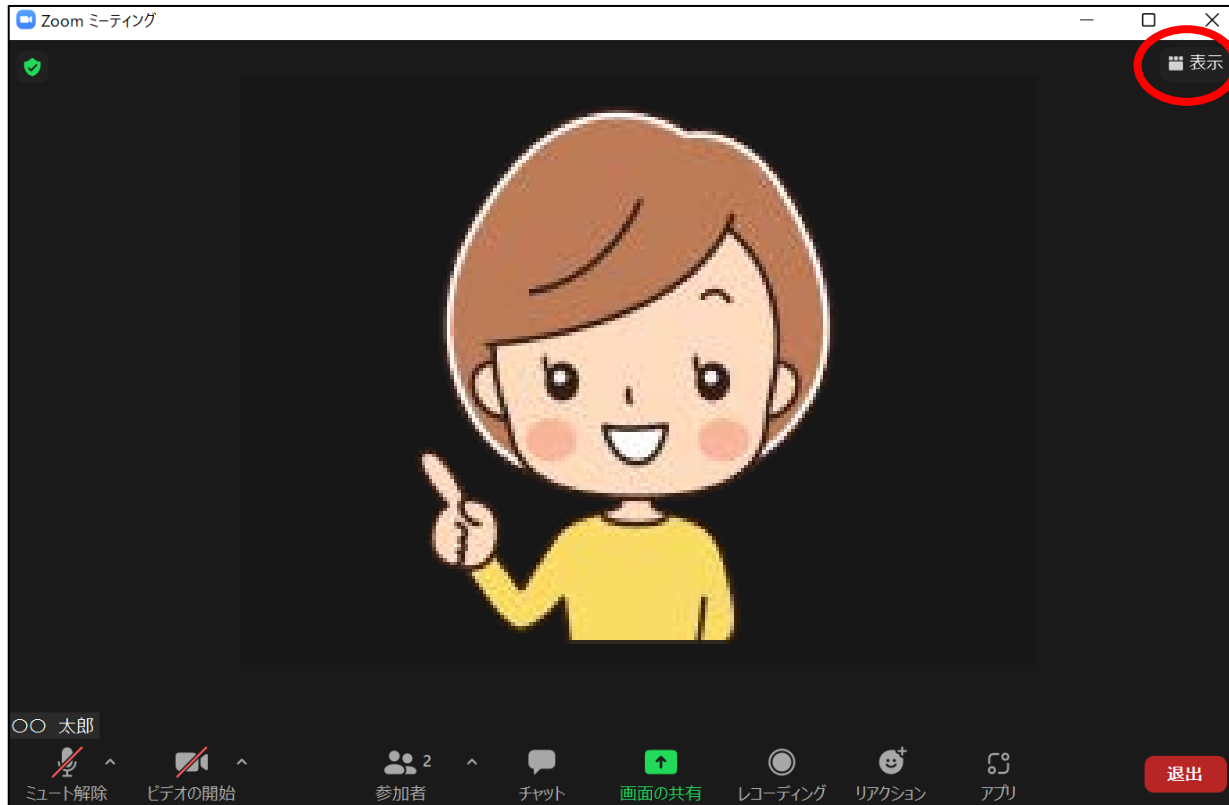 Zoom ミーティング
表示
〇〇 太郎
2
ミュート解除
ビデオの開始
参加者
チャット
画面の共有
レコーディング
リアクション
アプリ
退出